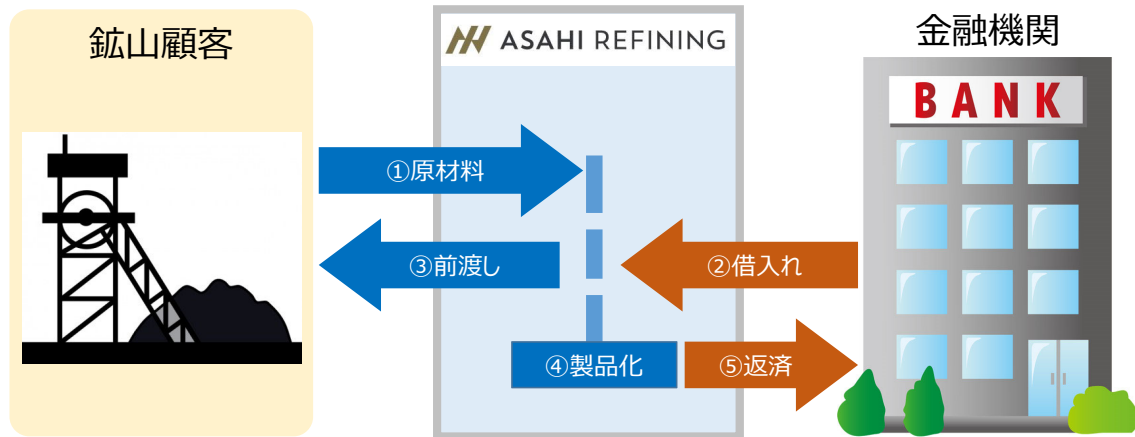 鉱山顧客
ASAHI REFINING
金融機関
BANK
①原材料
③前渡し
②借入れ
④製品化
⑤返済